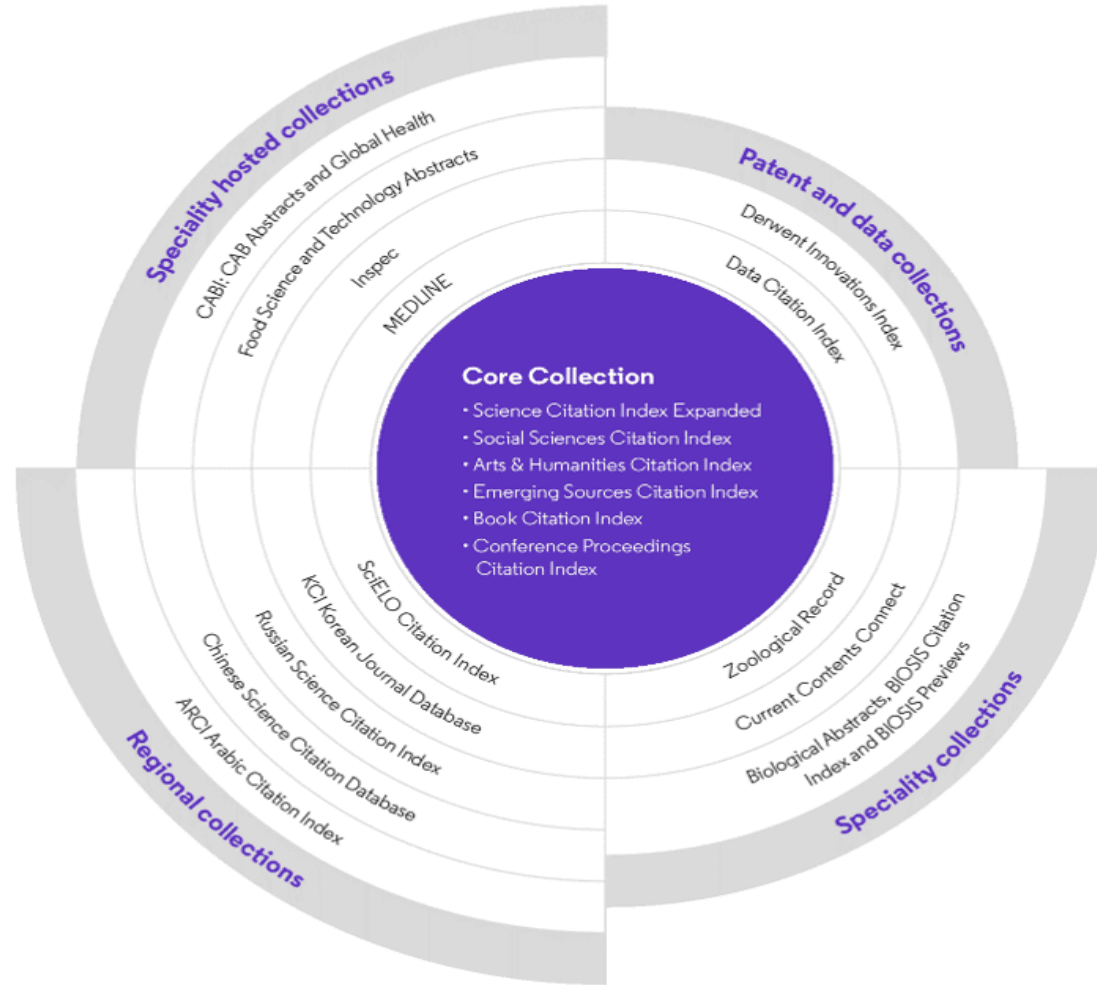 Speciality hosted collections
CABI: CAB Abstracts and Global Health
Food Science and Technology Abstracts
Inspec
MEDLINE
Patent and data collections
Derwent Innovations Index
Data Citation Index
Core Collection
• Science Citation Index Expanded
• Social Sciences Citation Index
• Arts & Humanities Citation Index
• Emerging Sources Citation Index
• Book Citation Index
• Conference Proceedings
Citation Index
SciELO Citation Index
KCI Korean Journal Database
Russian Science Citation Index
Chinese Science Citation Database
ARCI Arabic Citation Index
Regional collections
Zoological Record
Current Contents Connect
Biological Abstracts, BIOSIS Citation
Index and BIOSIS Previews
Speciality collections